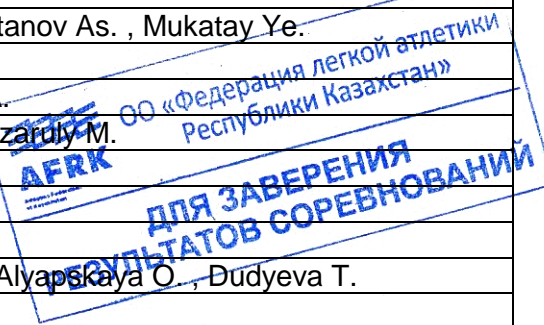 tanov As. , Mukatay Ye.
ОО «Федерация легкой атлетики
Республики Казахстан»
zaruly M.
AFRK
ДЛЯ ЗАВЕРЕНИЯ
РЕЗУЛЬТАТОВ СОРЕВНОВАНИЙ
Alyapskaya O. , Dudyeva T.